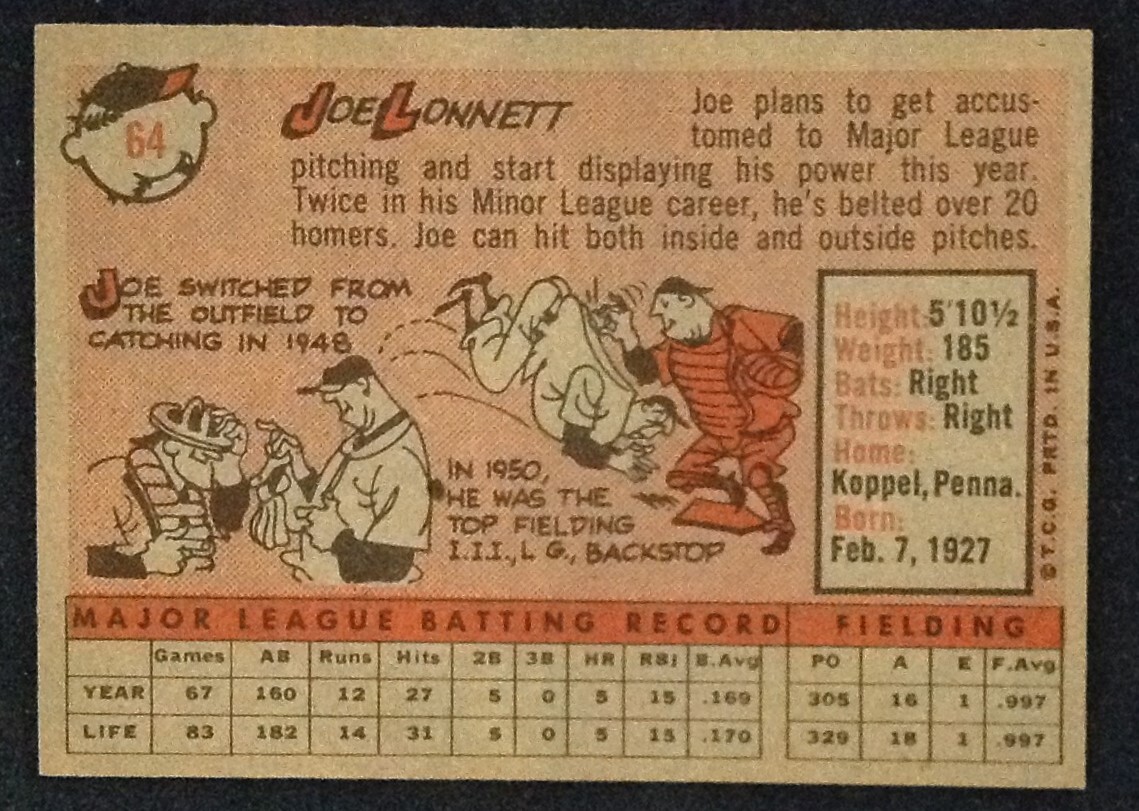 64
JOE LONNETT
Joe plans to get accus-
tomed to Major League
pitching and start displaying his power this year.
Twice in his Minor League career, he's belted over 20
homers. Joe can hit both inside and outside pitches.
JOE SWITCHED FROM
THE OUTFIELD TO
CATCHING IN 1948
IN 1950,
HE WAS THE
TOP FIELDING
I.I.I., L G., BACKSTOP
Height: 5'10½
Weight: 185
Bats: Right
Throws: Right
Home:
Koppel, Penna.
Born:
Feb. 7, 1927
© T.C.G. PRTD. IN U.S.A.
MAJOR LEAGUE BATTING RECORD FIELDING
Games AB Runs Hits 2B 3B HR RBI B.Avg PO A E F.Avg
YEAR 67 160 12 27 5 0 5 15 .169 305 16 1 .997
LIFE 83 182 14 31 5 0 5 15 .170 329 18 1 .997